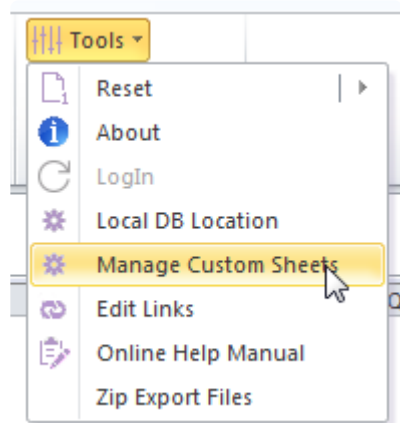 Tools
Reset
About
LogIn
Local DB Location
Manage Custom Sheets
Edit Links
Online Help Manual
Zip Export Files